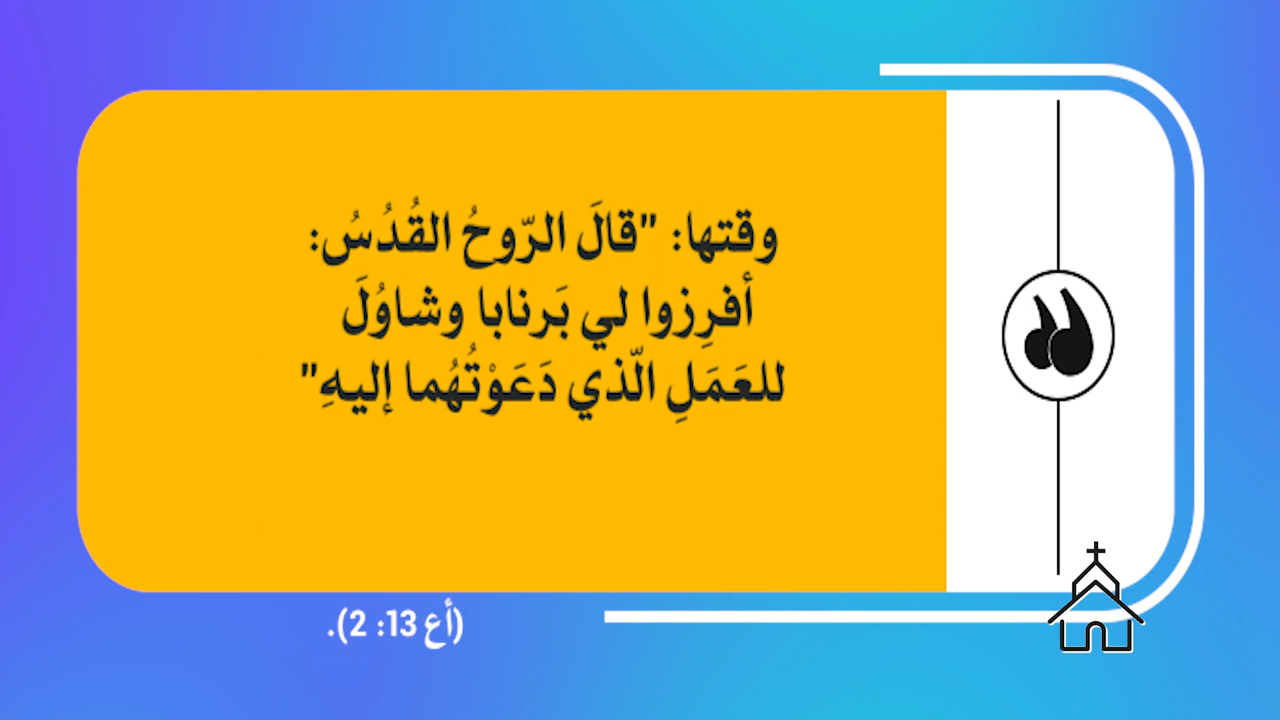 وقتها: "قالَ الرّوحُ القُدُسُ:
أفرِزوا لي بَرنابا وشاوُلَ
للعَمَلِ الّذي دَعَوْتُهُما إليهِ"
(أع 13: 2).